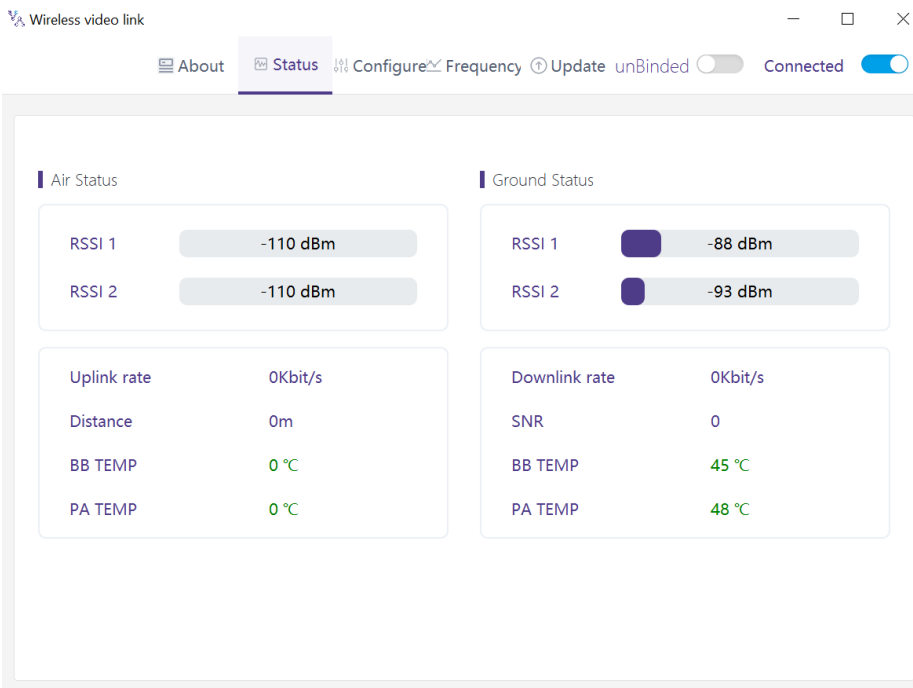 Wireless video link
About Status Configure Frequency Update unBinded Connected
Air Status
RSSI 1 -110 dBm
RSSI 2 -110 dBm
Uplink rate 0Kbit/s
Distance 0m
BB TEMP 0 ℃
PA TEMP 0 ℃
Ground Status
RSSI 1 -88 dBm
RSSI 2 -93 dBm
Downlink rate 0Kbit/s
SNR 0
BB TEMP 45 ℃
PA TEMP 48 ℃